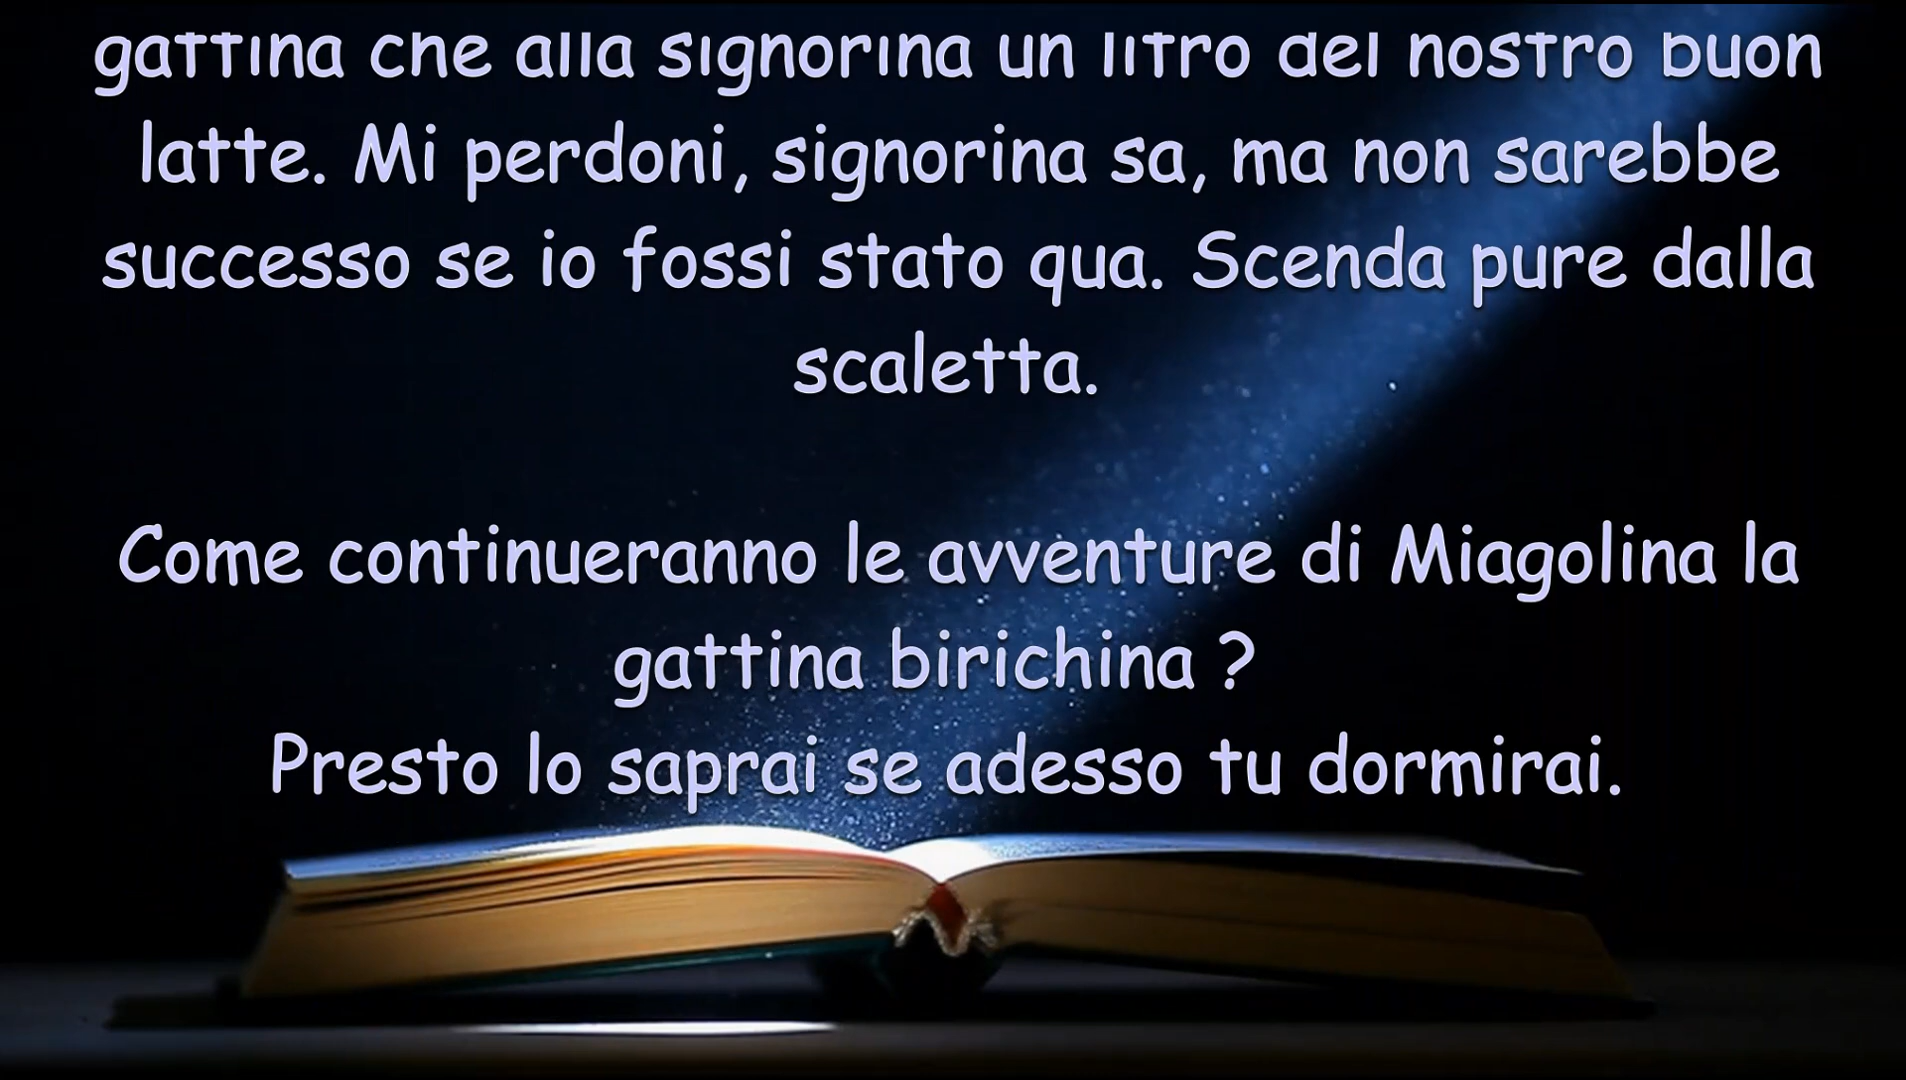 gattina che alla signorina un litro del nostro buon
latte. Mi perdoni, signorina sa, ma non sarebbe
successo se io fossi stato qua. Scenda pure dalla
scaletta.
Come continueranno le avventure di Miagolina la
gattina birichina ?
Presto lo saprai se adesso tu dormirai.